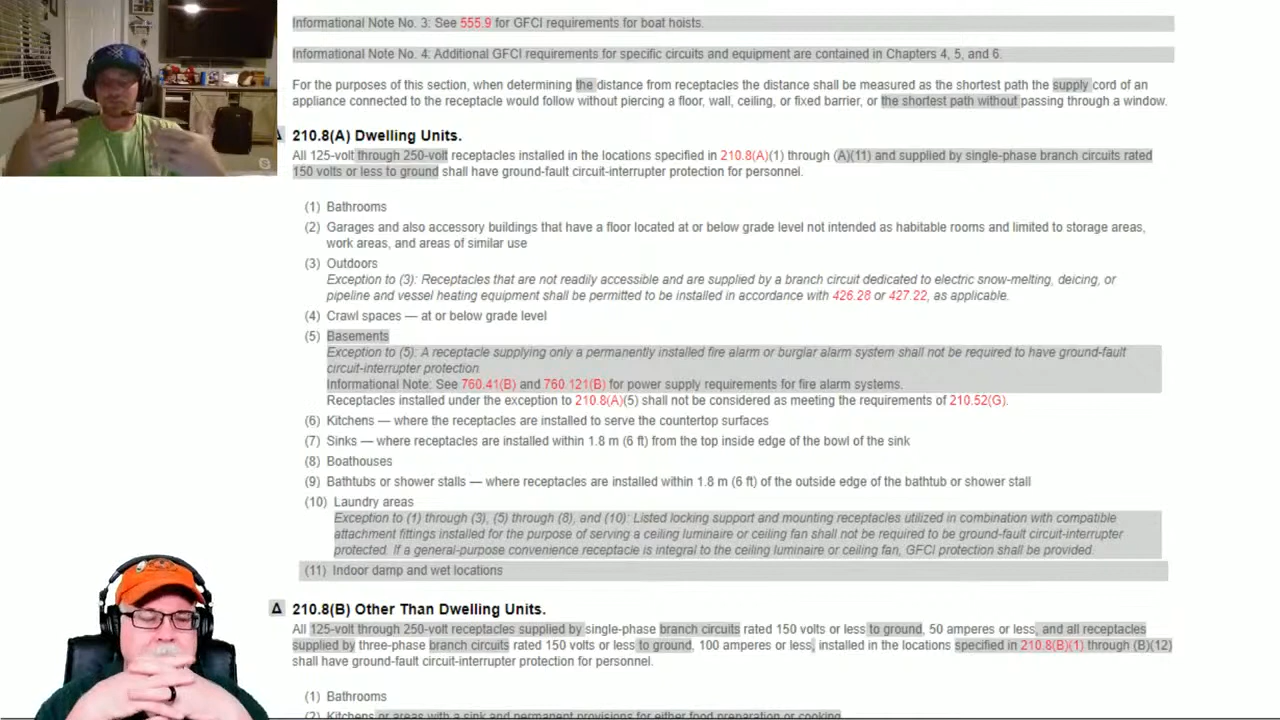 Informational Note No. 3: See 555.9 for GFCI requirements for boat hoists.
Informational Note No. 4: Additional GFCI requirements for specific circuits and equipment are contained in Chapters 4, 5, and 6.
For the purposes of this section, when determining the distance from receptacles the distance shall be measured as the shortest path the supply cord of an
appliance connected to the receptacle would follow without piercing a floor, wall, ceiling, or fixed barrier, or the shortest path without passing through a window.
Δ 210.8(A) Dwelling Units.
All 125-volt through 250-volt receptacles installed in the locations specified in 210.8(A)(1) through (A)(11) and supplied by single-phase branch circuits rated
150 volts or less to ground shall have ground-fault circuit-interrupter protection for personnel.
(1) Bathrooms
(2) Garages and also accessory buildings that have a floor located at or below grade level not intended as habitable rooms and limited to storage areas,
work areas, and areas of similar use
(3) Outdoors
Exception to (3): Receptacles that are not readily accessible and are supplied by a branch circuit dedicated to electric snow-melting, deicing, or
pipeline and vessel heating equipment shall be permitted to be installed in accordance with 426.28 or 427.22, as applicable.
(4) Crawl spaces — at or below grade level
(5) Basements
Exception to (5): A receptacle supplying only a permanently installed fire alarm or burglar alarm system shall not be required to have ground-fault
circuit-interrupter protection
Informational Note: See 760.41(B) and 760.121(B) for power supply requirements for fire alarm systems.
Receptacles installed under the exception to 210.8(A)(5) shall not be considered as meeting the requirements of 210.52(G).
(6) Kitchens — where the receptacles are installed to serve the countertop surfaces
(7) Sinks — where receptacles are installed within 1.8 m (6 ft) from the top inside edge of the bowl of the sink
(8) Boathouses
(9) Bathtubs or shower stalls — where receptacles are installed within 1.8 m (6 ft) of the outside edge of the bathtub or shower stall
(10) Laundry areas
Exception to (1) through (3), (5) through (8), and (10): Listed locking support and mounting receptacles utilized in combination with compatible
attachment fittings installed for the purpose of serving a ceiling luminaire or ceiling fan shall not be required to be ground-fault circuit-interrupter
protected. If a general-purpose convenience receptacle is integral to the ceiling luminaire or ceiling fan, GFCI protection shall be provided.
(11) Indoor damp and wet locations
Δ 210.8(B) Other Than Dwelling Units.
All 125-volt through 250-volt receptacles supplied by single-phase branch circuits rated 150 volts or less to ground, 50 amperes or less, and all receptacles
supplied by three-phase branch circuits rated 150 volts or less to ground, 100 amperes or less, installed in the locations specified in 210.8(B)(1) through (B)(12)
shall have ground-fault circuit-interrupter protection for personnel.
(1) Bathrooms
(2) Kitchens or areas with a sink and permanent provisions for either food preparation or cooking